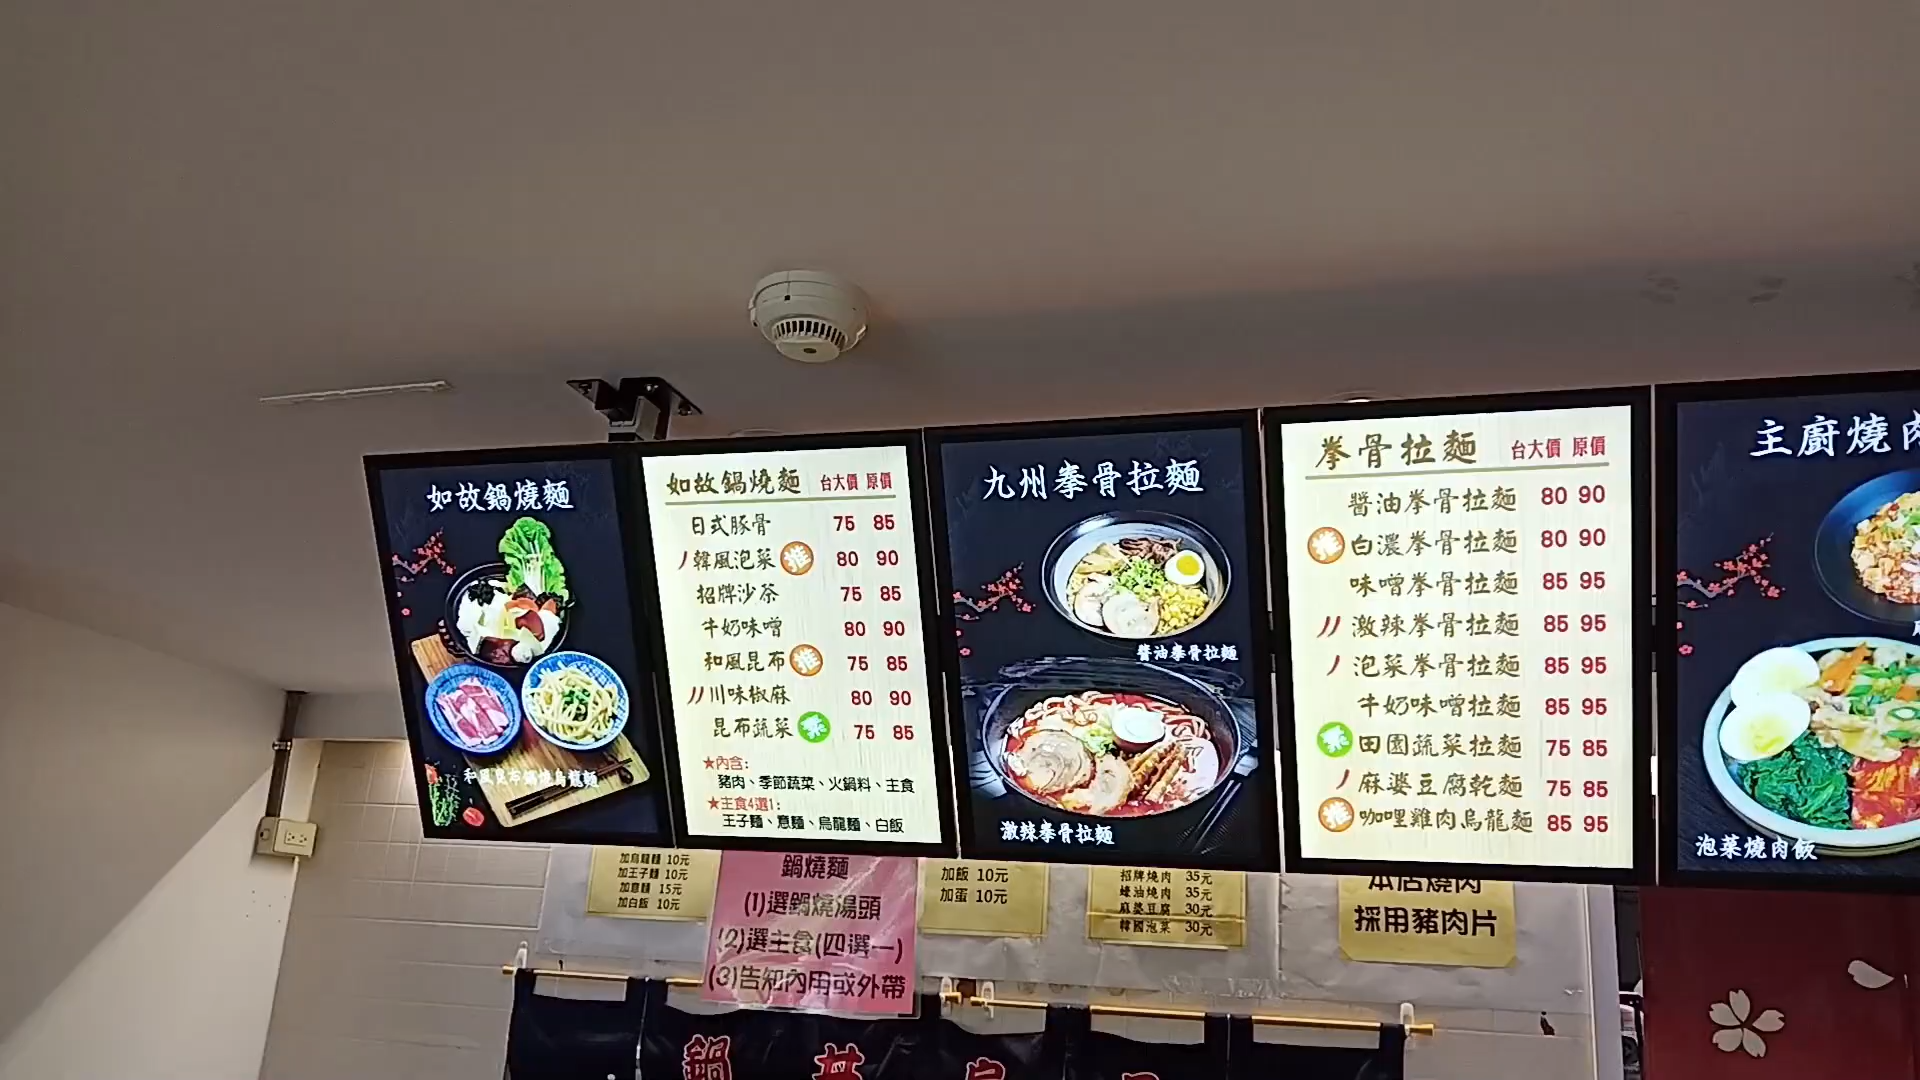 如故鍋燒麵
和風昆布鍋燒烏龍麵
如故鍋燒麵 台大價 原價
日式豚骨 75 85
韓風泡菜 推 80 90
招牌沙茶 75 85
牛奶味噌 80 90
和風昆布 推 75 85
川味椒麻 80 90
昆布蔬菜 素 75 85
★內含:
豬肉、季節蔬菜、火鍋料、主食
★主食4選1:
王子麵、意麵、烏龍麵、白飯
九州拳骨拉麵
醬油拳骨拉麵
激辣拳骨拉麵
拳骨拉麵 台大價 原價
醬油拳骨拉麵 80 90
推 白濃拳骨拉麵 80 90
味噌拳骨拉麵 85 95
激辣拳骨拉麵 85 95
泡菜拳骨拉麵 85 95
牛奶味噌拉麵 85 95
素 田園蔬菜拉麵 75 85
麻婆豆腐乾麵 75 85
推 咖哩雞肉烏龍麵 85 95
主廚燒肉
泡菜燒肉飯
加烏龍麵 10元
加王子麵 10元
加意麵 15元
加白飯 10元
鍋燒麵
(1)選鍋燒湯頭
(2)選主食(四選一)
(3)告知內用或外帶
加飯 10元
加蛋 10元
招牌燒肉 35元
蠔油燒肉 35元
麻婆豆腐 30元
韓國泡菜 30元
本店燒肉
採用豬肉片
鍋 丼